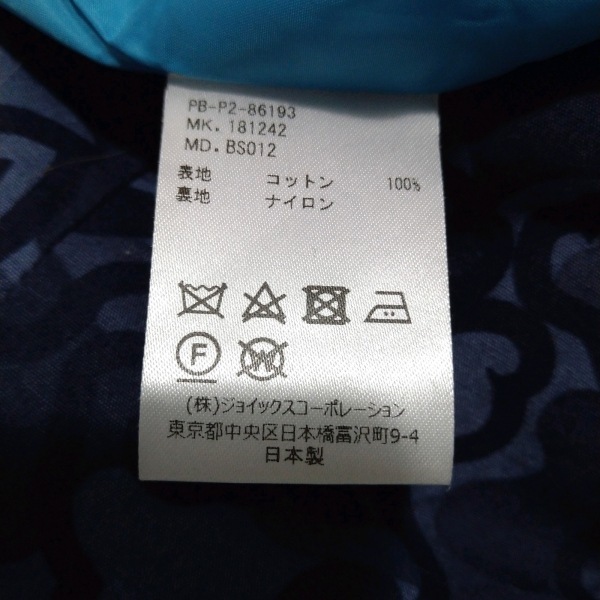 PB-P2-86193
MK. 181242
MD. BS012
表地 コットン 100%
裏地 ナイロン
F W
(株)ジョイックスコーポレーション
東京都中央区日本橋富沢町9-4
日本製